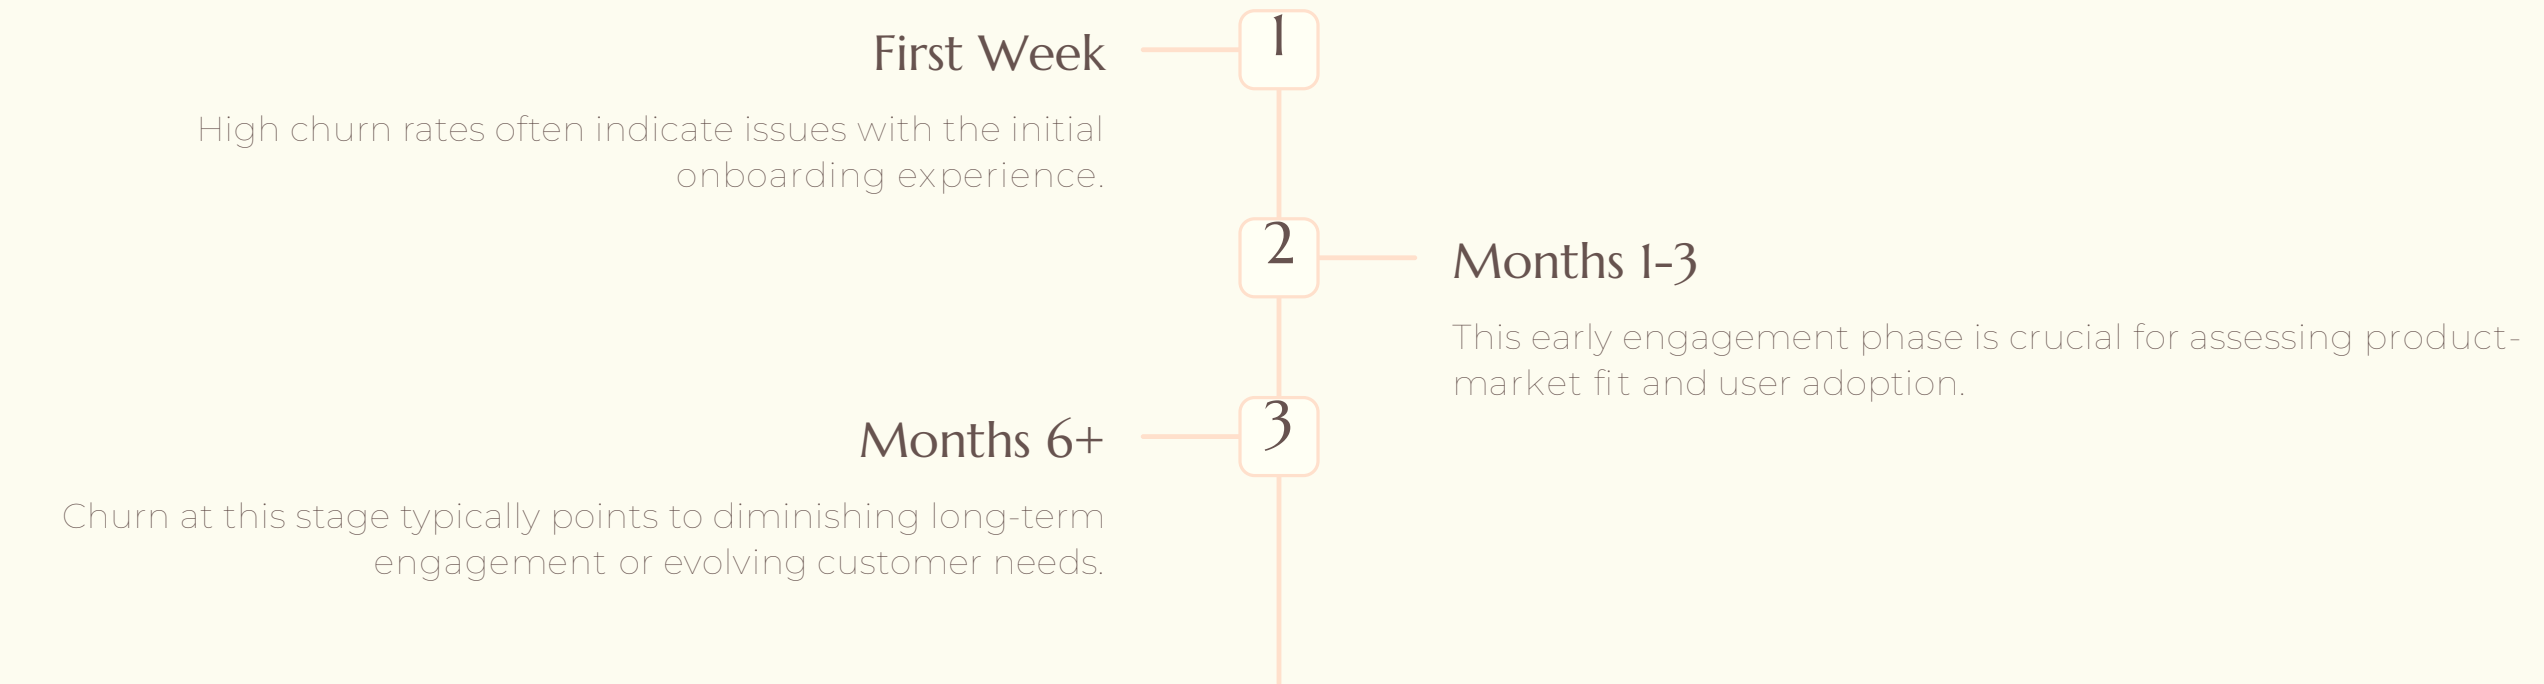 1
First Week
High churn rates often indicate issues with the initial
onboarding experience.
2
Months 1-3
This early engagement phase is crucial for assessing product-
market fit and user adoption.
3
Months 6+
Churn at this stage typically points to diminishing long-term
engagement or evolving customer needs.